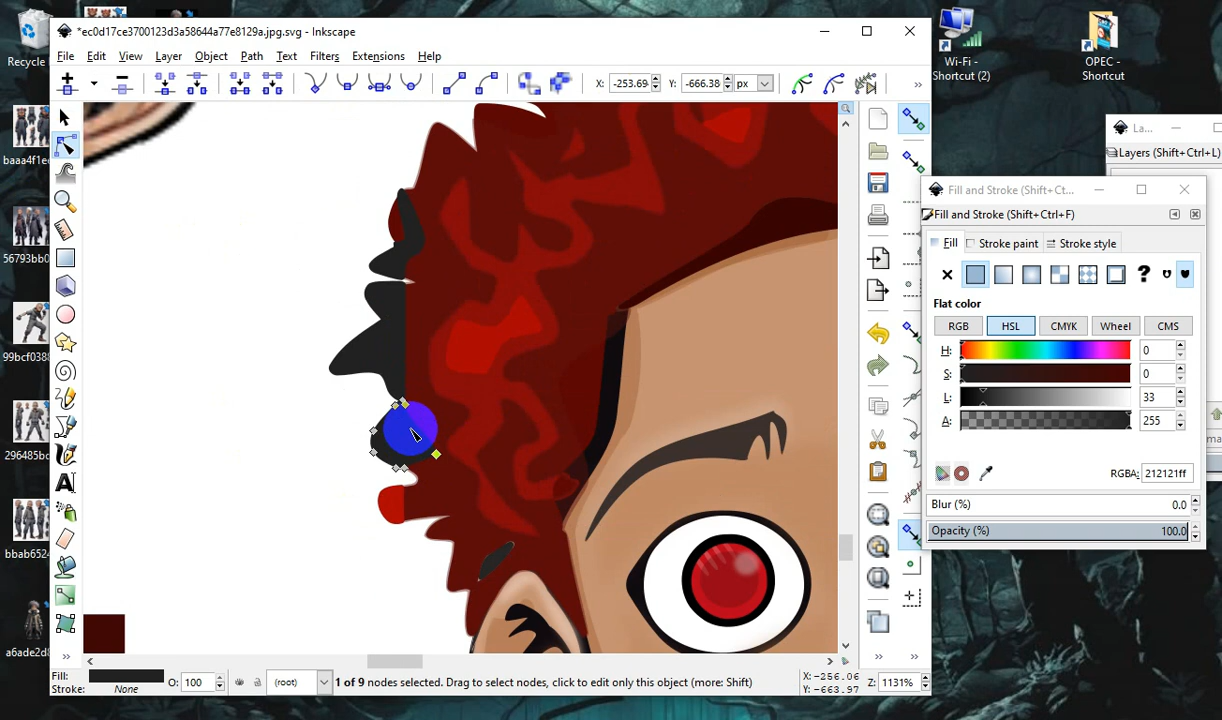 Recycle
baaa4f1e
56793bb0
99bcf038
296485b
bbab652
a6ade2d8
*ec0d17ce3700123d3a58644a77e8129a.jpg.svg - Inkscape
File Edit View Layer Object Path Text Filters Extensions Help
X: -253.69 Y: -666.38 px
Fill:
Stroke: None
O: 100
(root)
1 of 9 nodes selected. Drag to select nodes, click to edit only this object (more: Shift)
X: -256.06
Y: -663.97
Z: 1131%
Wi-Fi -
Shortcut (2)
OPEC -
Shortcut
La...
Layers (Shift+Ctrl+L)
Fill and Stroke (Shift+Ct...
Fill and Stroke (Shift+Ctrl+F)
Fill Stroke paint Stroke style
Flat color
RGB HSL CMYK Wheel CMS
H: 0
S: 0
L: 33
A: 255
RGBA: 212121ff
Blur (%) 0.0
Opacity (%) 100.0